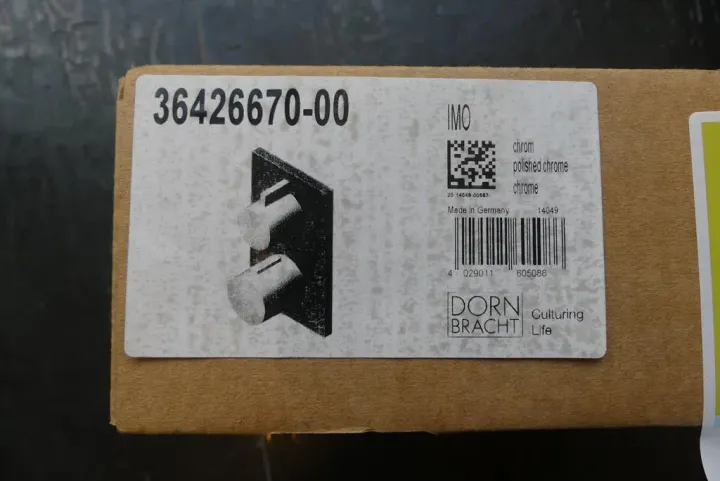 36426670-00
IMO
chrom
polished chrome
chrome
Made in Germany 14049
4 029011 605086
DORN
BRACHT
Culturing
Life